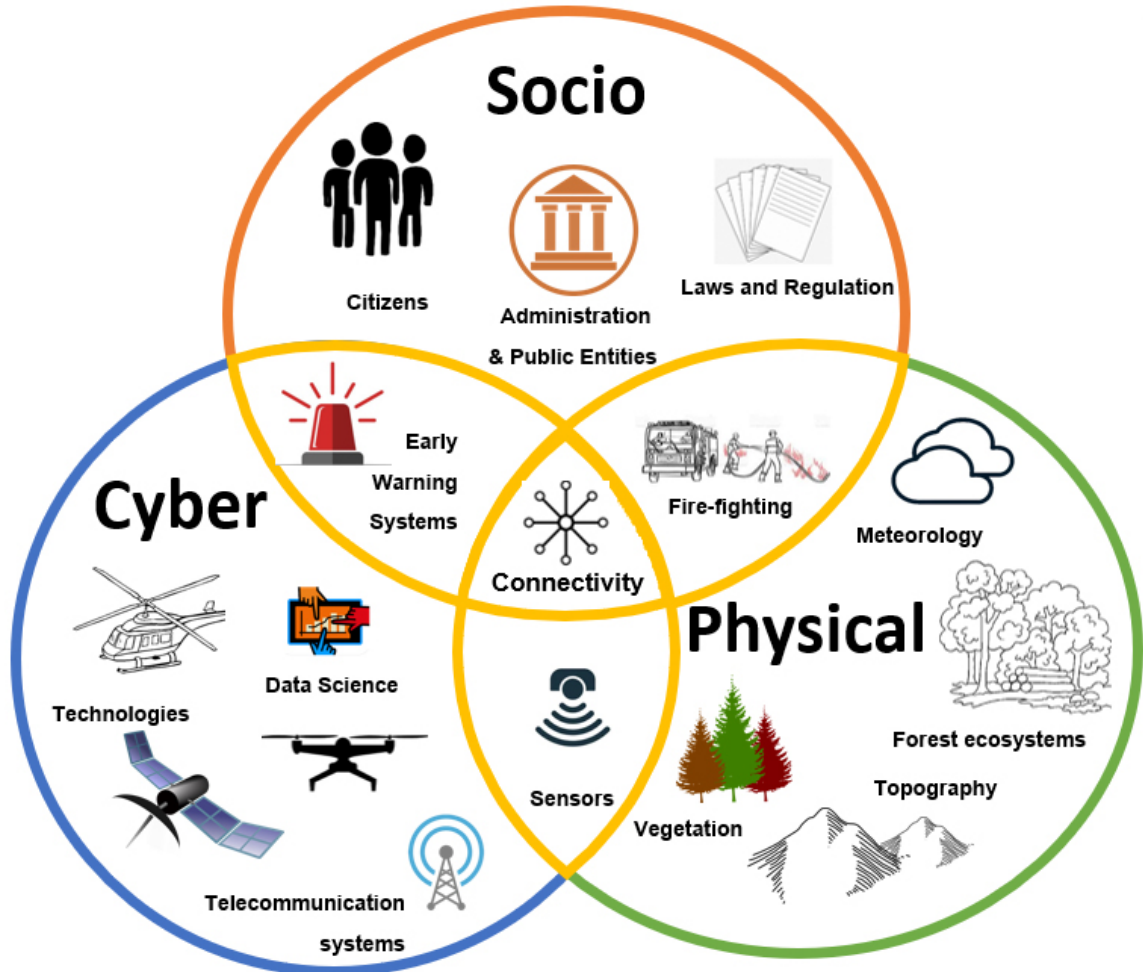 Socio
Citizens
Administration
& Public Entities
Laws and Regulation
Early
Warning
Systems
Fire-fighting
Connectivity
Cyber
Technologies
Data Science
Telecommunication
systems
Sensors
Physical
Meteorology
Forest ecosystems
Topography
Vegetation